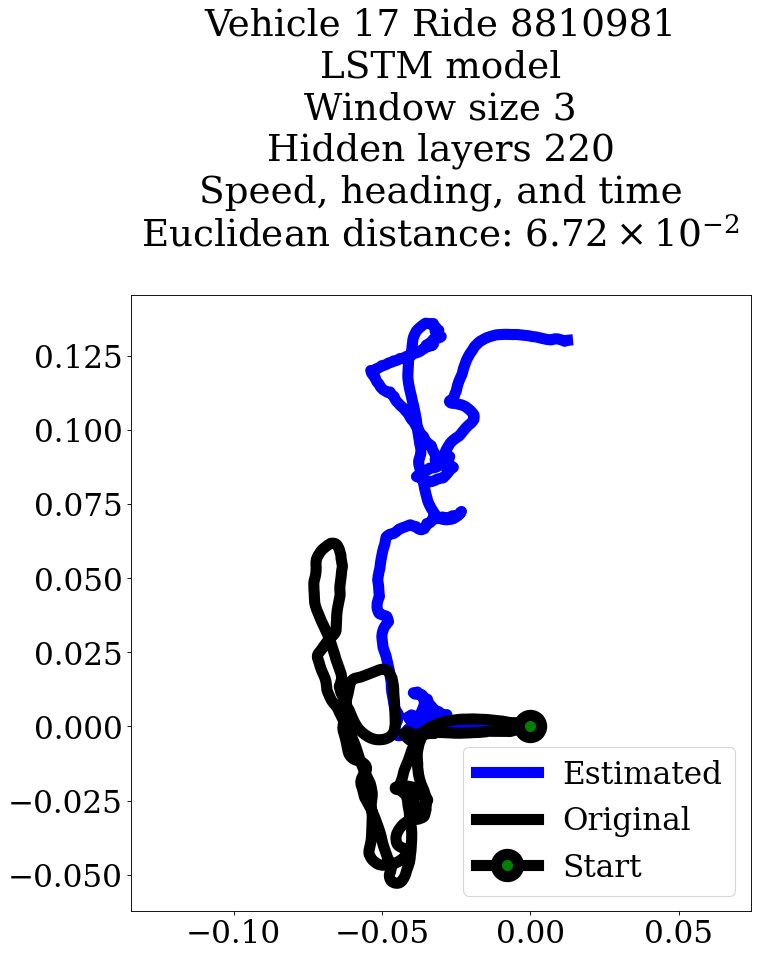 Vehicle 17 Ride 8810981
LSTM model
Window size 3
Hidden layers 220
Speed, heading, and time
Euclidean distance: 6.72 × 10⁻²
0.125
0.100
0.075
0.050
0.025
0.000
−0.025
−0.050
Estimated
Original
Start
−0.10 −0.05 0.00 0.05